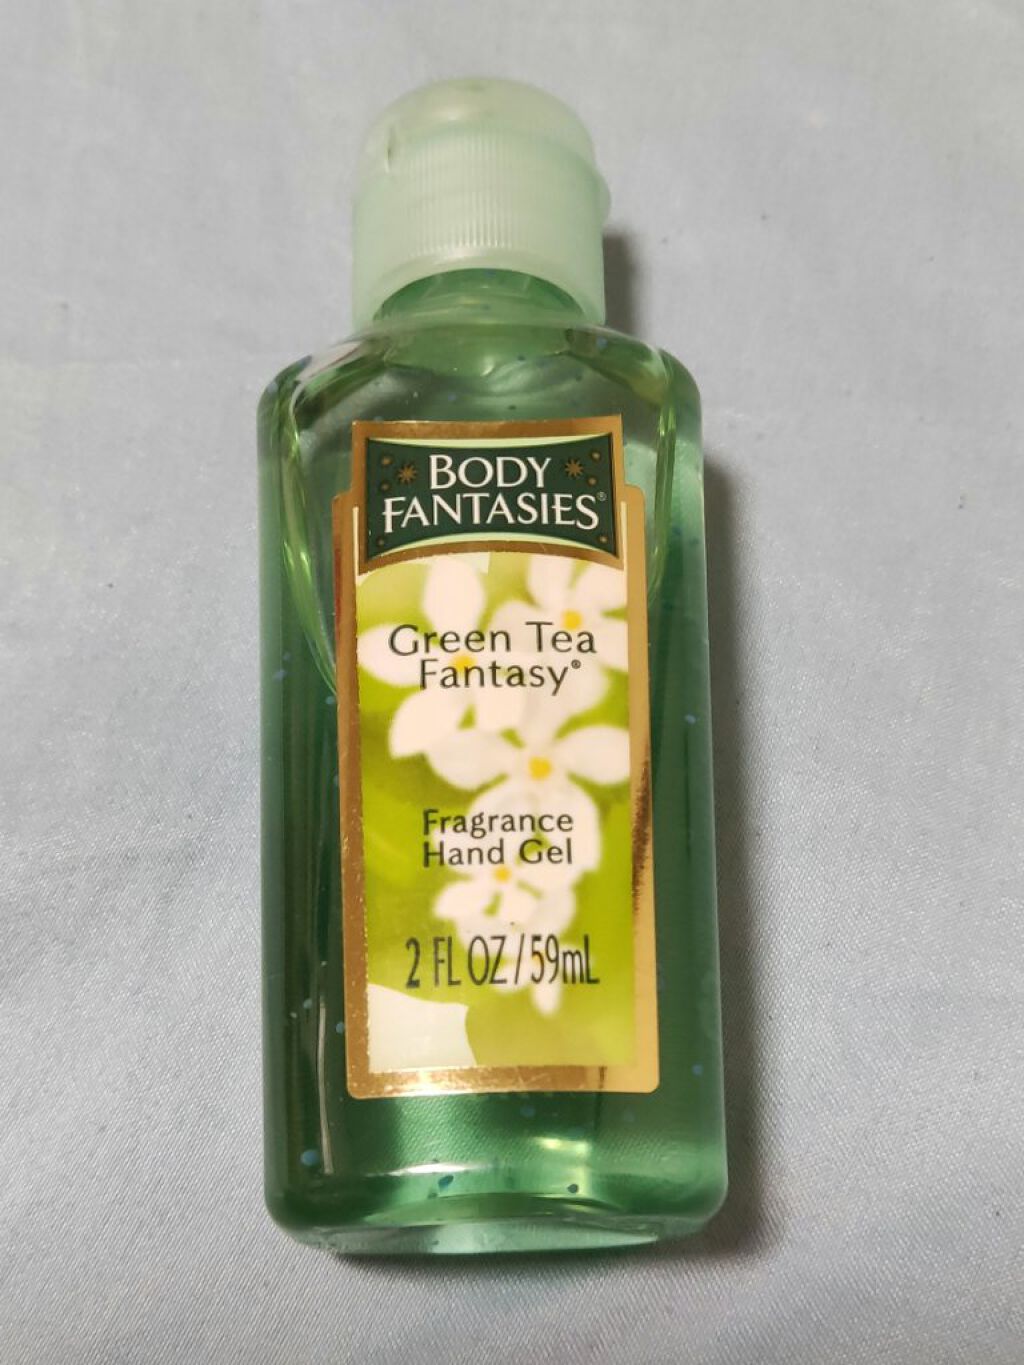 BODY
FANTASIES®
Green Tea
Fantasy®
Fragrance
Hand Gel
2 FL OZ/59mL